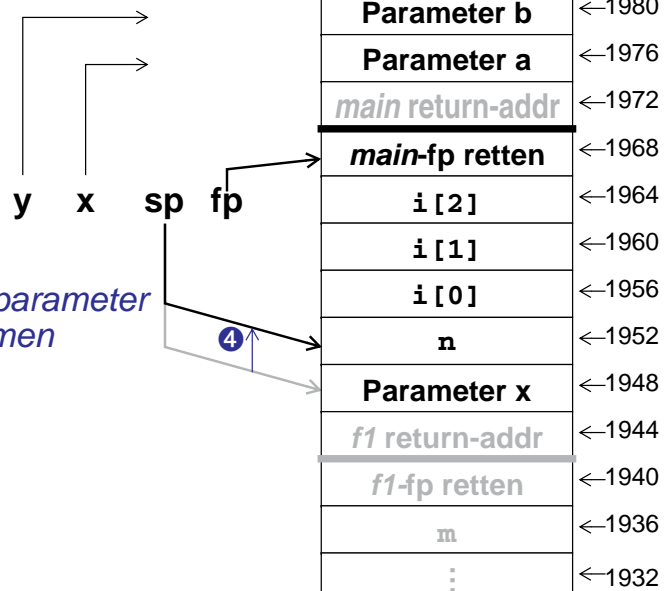 Parameter b ←1980
Parameter a ←1976
main return-addr ←1972
main-fp retten ←1968
y x sp fp i[2] ←1964
i[1] ←1960
parameter i[0] ←1956
men ❹ n ←1952
Parameter x ←1948
f1 return-addr ←1944
f1-fp retten ←1940
m ←1936
⋮ ←1932